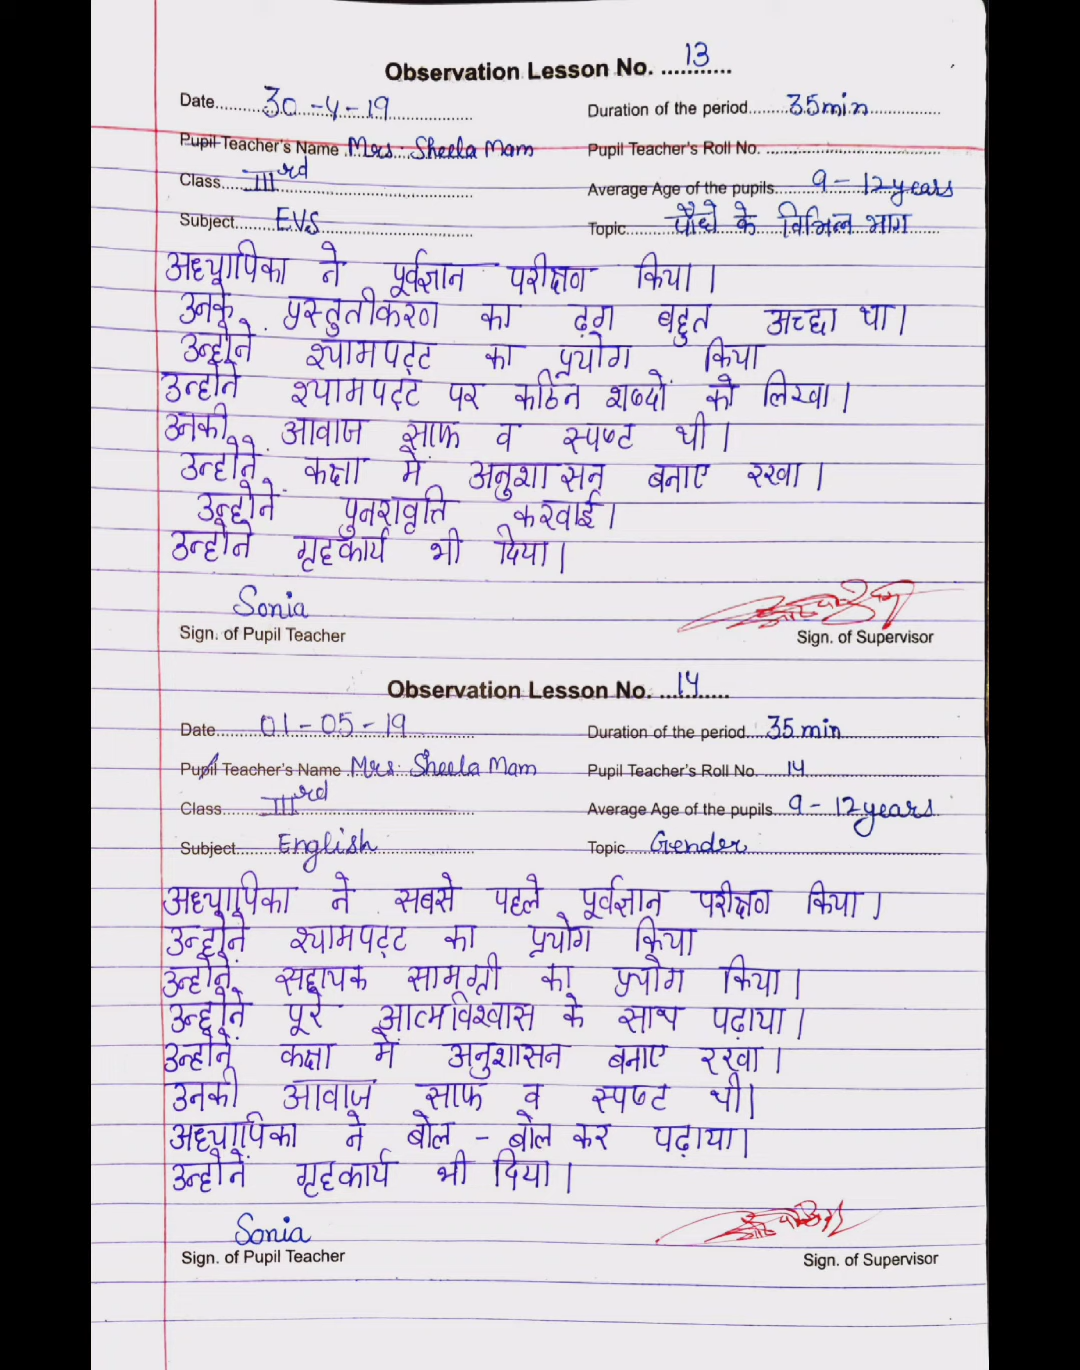 Observation Lesson No. ...13...
Date...30-4-19... Duration of the period...35min...
Pupil Teacher's Name Mrs. Sheela Mam Pupil Teacher's Roll No. ...
Class...IIIrd... Average Age of the pupils...9-12years
Subject...EVS... Topic...पौधे के विभिन्न भाग...
अध्यापिका ने पूर्वज्ञान परीक्षण किया।
उनके प्रस्तुतीकरण का ढ़ग बहुत अच्छा था।
उन्होने श्यामपट्ट का प्रयोग किया
उन्होने श्यामपट्ट पर कठिन शब्दों को लिखा।
उनकी आवाज साफ व स्पष्ट थी।
उन्होने कक्षा में अनुशासन बनाए रखा।
उन्होने पुनरावृत्ति करवाई।
उन्होने गृहकार्य भी दिया।
Sonia
Sign. of Pupil Teacher Sign. of Supervisor
Observation Lesson No. ...14...
Date...01-05-19... Duration of the period...35 min...
Pupil Teacher's Name Mrs. Sheela Mam Pupil Teacher's Roll No. ...14...
Class...IIIrd... Average Age of the pupils...9-12years
Subject...English... Topic...Gender...
अध्यापिका ने सबसे पहले पूर्वज्ञान परीक्षण किया।
उन्होने श्यामपट्ट का प्रयोग किया
उन्होने सहायक सामग्री का प्रयोग किया।
उन्होने पूरे आत्मविश्वास के साथ पढ़ाया।
उन्होने कक्षा में अनुशासन बनाए रखा।
उनकी आवाज साफ व स्पष्ट थी।
अध्यापिका ने बोल-बोल कर पढ़ाया।
उन्होनें गृहकार्य भी दिया।
Sonia
Sign. of Pupil Teacher Sign. of Supervisor